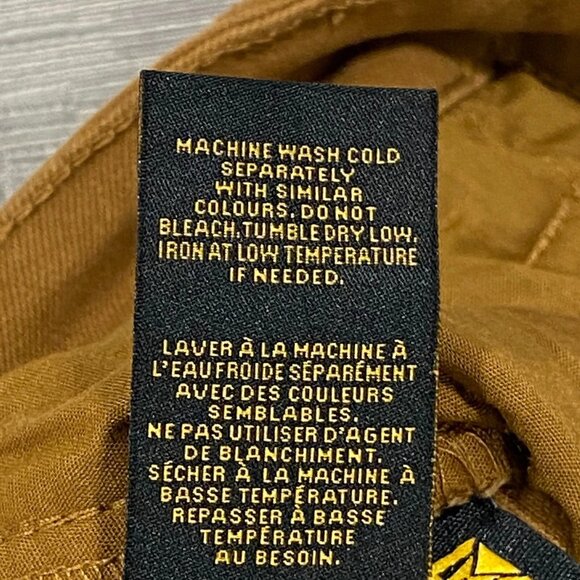 MACHINE WASH COLD
SEPARATELY
WITH SIMILAR
COLOURS. DO NOT
BLEACH.TUMBLE DRY LOW.
IRON AT LOW TEMPERATURE
IF NEEDED.
LAVER À LA MACHINE À
L'EAU FROIDE SÉPARÉMENT
AVEC DES COULEURS
SEMBLABLES.
NE PAS UTILISER D'AGENT
DE BLANCHIMENT.
SÉCHER À LA MACHINE À
BASSE TEMPÉRATURE.
REPASSER À BASSE
TEMPÉRATURE
AU BESOIN.